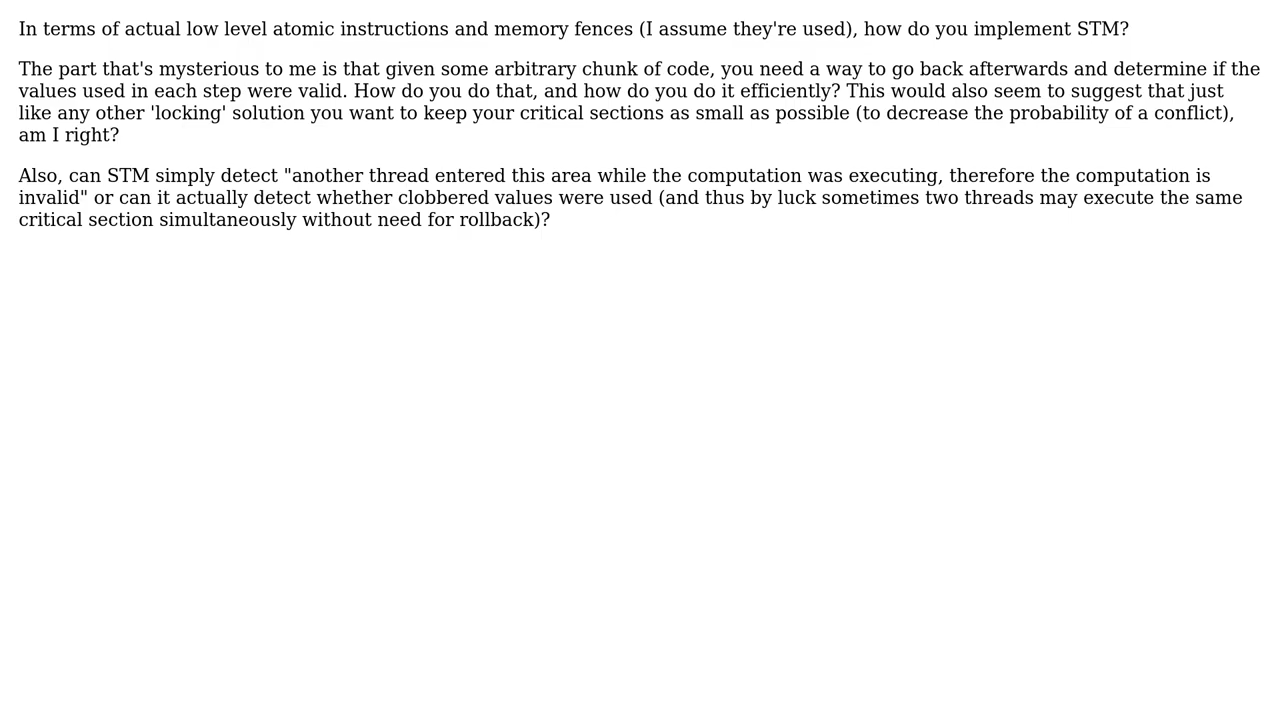 In terms of actual low level atomic instructions and memory fences (I assume they're used), how do you implement STM?
The part that's mysterious to me is that given some arbitrary chunk of code, you need a way to go back afterwards and determine if the
values used in each step were valid. How do you do that, and how do you do it efficiently? This would also seem to suggest that just
like any other 'locking' solution you want to keep your critical sections as small as possible (to decrease the probability of a conflict),
am I right?
Also, can STM simply detect "another thread entered this area while the computation was executing, therefore the computation is
invalid" or can it actually detect whether clobbered values were used (and thus by luck sometimes two threads may execute the same
critical section simultaneously without need for rollback)?